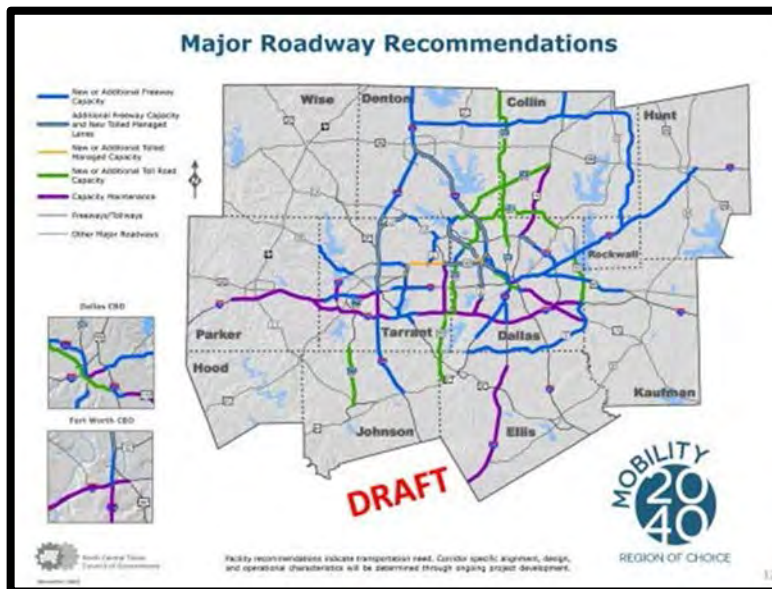 Major Roadway Recommendations
New or Additional Freeway
Capacity
Additional Freeway Capacity
and New Tolled Managed
Lanes
New or Additional Tolled
Managed Capacity
New or Additional Toll Road
Capacity
Capacity Maintenance
Freeways/Tollways
Other Major Roadways
Wise
Denton
Collin
Hunt
Rockwall
Parker
Tarrant
Dallas
Hood
Johnson
Ellis
Kaufman
Dallas CBD
Fort Worth CBD
DRAFT
MOBILITY
20
40
REGION OF CHOICE
North Central Texas
Council of Governments
Facility recommendations indicate transportation need. Corridor specific alignment, design,
and operational characteristics will be determined through ongoing project development.